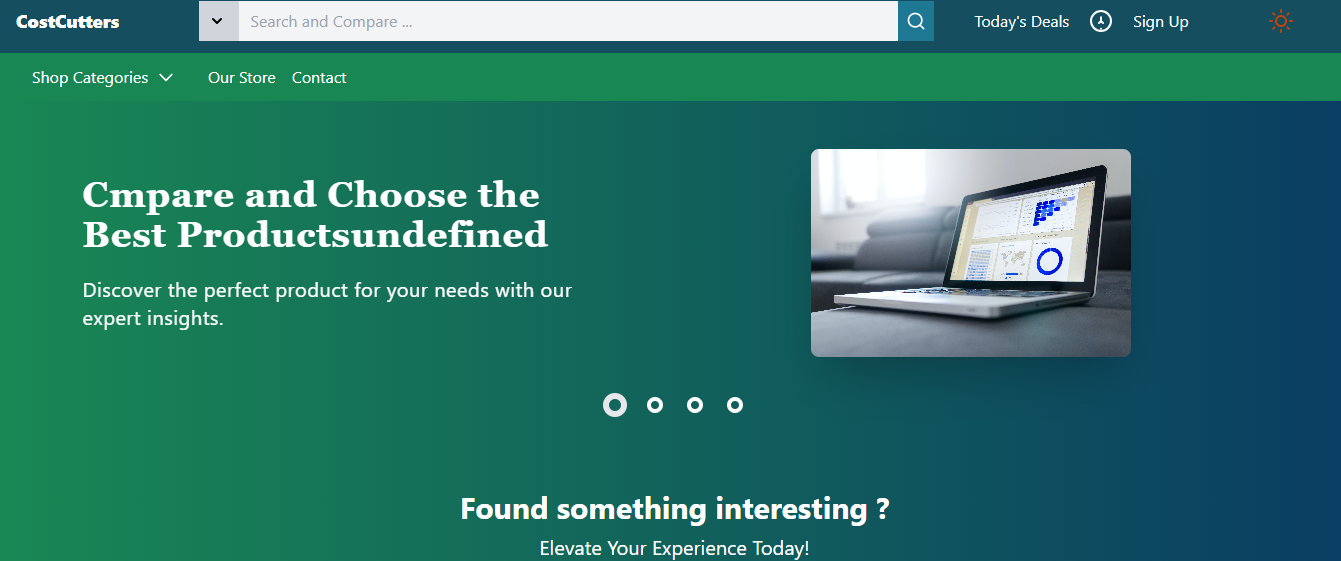 CostCutters
Search and Compare ...
Today's Deals
Sign Up
Shop Categories
Our Store
Contact
Cmpare and Choose the
Best Productsundefined
Discover the perfect product for your needs with our
expert insights.
Found something interesting ?
Elevate Your Experience Today!